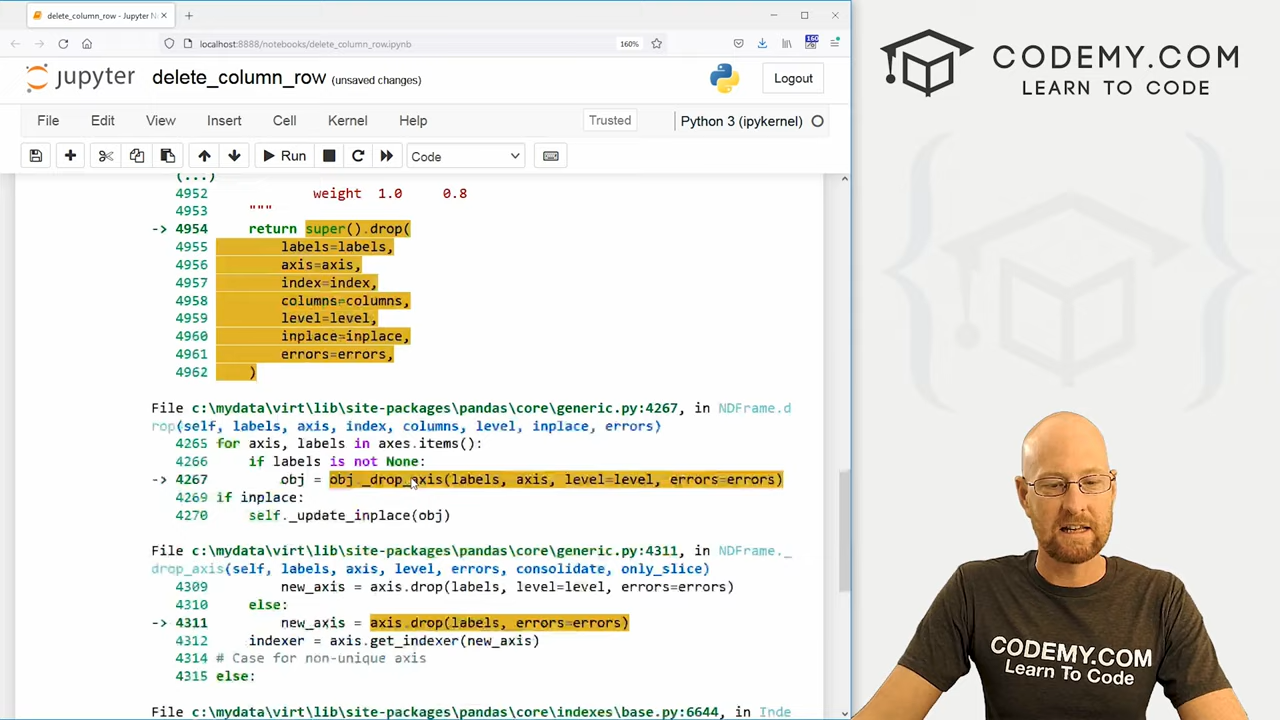 delete_column_row - Jupyter N
localhost:8888/notebooks/delete_column_row.ipynb
160%
160
jupyter delete_column_row (unsaved changes)
Logout
File Edit View Insert Cell Kernel Help
Trusted
Python 3 (ipykernel)
Run
Code
(...)
4952 weight 1.0 0.8
4953 """
-> 4954 return super().drop(
4955 labels=labels,
4956 axis=axis,
4957 index=index,
4958 columns=columns,
4959 level=level,
4960 inplace=inplace,
4961 errors=errors,
4962 )
File c:\mydata\virt\lib\site-packages\pandas\core\generic.py:4267, in NDFrame.d
rop(self, labels, axis, index, columns, level, inplace, errors)
4265 for axis, labels in axes.items():
4266 if labels is not None:
-> 4267 obj = obj._drop_axis(labels, axis, level=level, errors=errors)
4269 if inplace:
4270 self._update_inplace(obj)
File c:\mydata\virt\lib\site-packages\pandas\core\generic.py:4311, in NDFrame._
drop_axis(self, labels, axis, level, errors, consolidate, only_slice)
4309 new_axis = axis.drop(labels, level=level, errors=errors)
4310 else:
-> 4311 new_axis = axis.drop(labels, errors=errors)
4312 indexer = axis.get_indexer(new_axis)
4314 # Case for non-unique axis
4315 else:
File c:\mydata\virt\lib\site-packages\pandas\core\indexes\base.py:6644, in Inde
CODEMY.COM
LEARN TO CODE
CODEMY.COM
Learn To Code